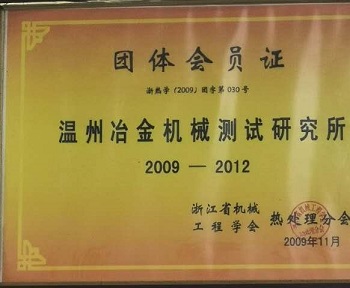 团体会员证
浙热学（2009）团字第030号
温州冶金机械测试研究所
2009 — 2012
浙江省机械
工程学会
热处理分会
2009年11月